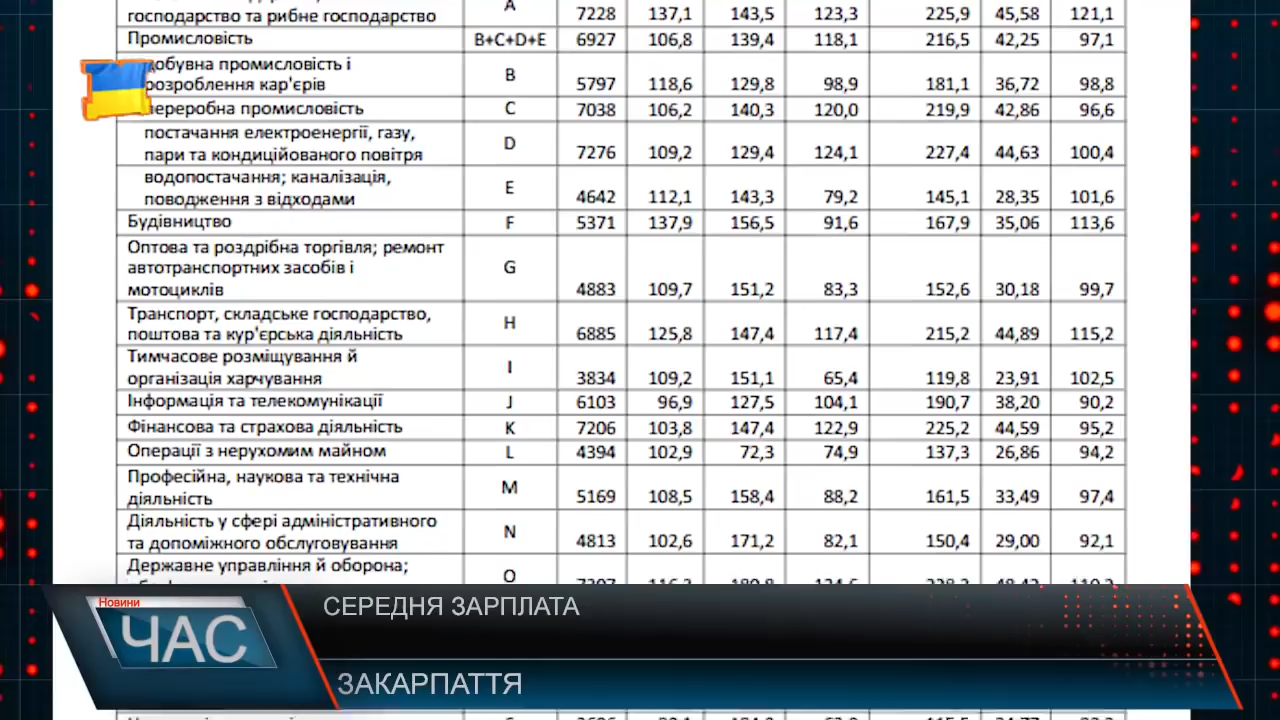 господарство та рибне господарство A 7228 137,1 143,5 123,3 225,9 45,58 121,1
Промисловість B+C+D+E 6927 106,8 139,4 118,1 216,5 42,25 97,1
добувна промисловість і
розроблення кар'єрів B 5797 118,6 129,8 98,9 181,1 36,72 98,8
переробна промисловість C 7038 106,2 140,3 120,0 219,9 42,86 96,6
постачання електроенергії, газу,
пари та кондиційованого повітря D 7276 109,2 129,4 124,1 227,4 44,63 100,4
водопостачання; каналізація,
поводження з відходами E 4642 112,1 143,3 79,2 145,1 28,35 101,6
Будівництво F 5371 137,9 156,5 91,6 167,9 35,06 113,6
Оптова та роздрібна торгівля; ремонт
автотранспортних засобів і
мотоциклів G 4883 109,7 151,2 83,3 152,6 30,18 99,7
Транспорт, складське господарство,
поштова та кур'єрська діяльність H 6885 125,8 147,4 117,4 215,2 44,89 115,2
Тимчасове розміщування й
організація харчування I 3834 109,2 151,1 65,4 119,8 23,91 102,5
Інформація та телекомунікації J 6103 96,9 127,5 104,1 190,7 38,20 90,2
Фінансова та страхова діяльність K 7206 103,8 147,4 122,9 225,2 44,59 95,2
Операції з нерухомим майном L 4394 102,9 72,3 74,9 137,3 26,86 94,2
Професійна, наукова та технічна
діяльність M 5169 108,5 158,4 88,2 161,5 33,49 97,4
Діяльність у сфері адміністративного
та допоміжного обслуговування N 4813 102,6 171,2 82,1 150,4 29,00 92,1
Державне управління й оборона;
O
Новини
ЧАС
СЕРЕДНЯ ЗАРПЛАТА
ЗАКАРПАТТЯ